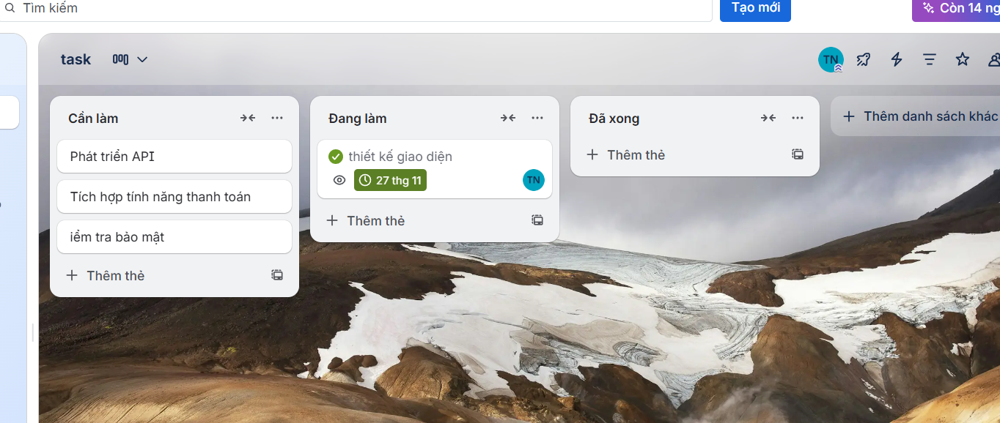 Tìm kiếm
Tạo mới
Còn 14 ng
task
TN
Cần làm
Phát triển API
Tích hợp tính năng thanh toán
iểm tra bảo mật
Thêm thẻ
Đang làm
thiết kế giao diện
27 thg 11
TN
Thêm thẻ
Đã xong
Thêm thẻ
Thêm danh sách khác